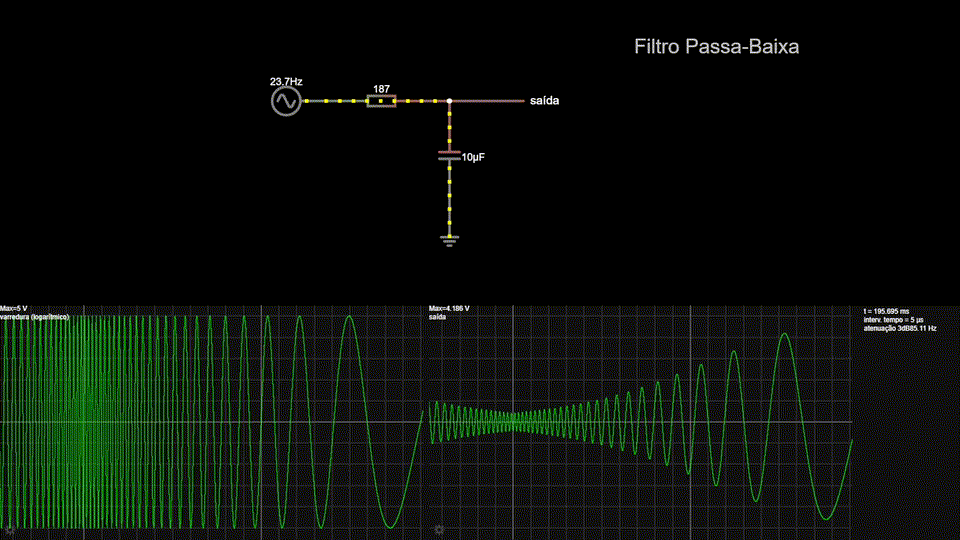 Filtro Passa-Baixa
23.7Hz
187
saída
10μF
Max=5 V
varredura (logarítmico)
Max=4.186 V
saída
t = 195.695 ms
interv. tempo = 5 μs
atenuação 3dB85.11 Hz